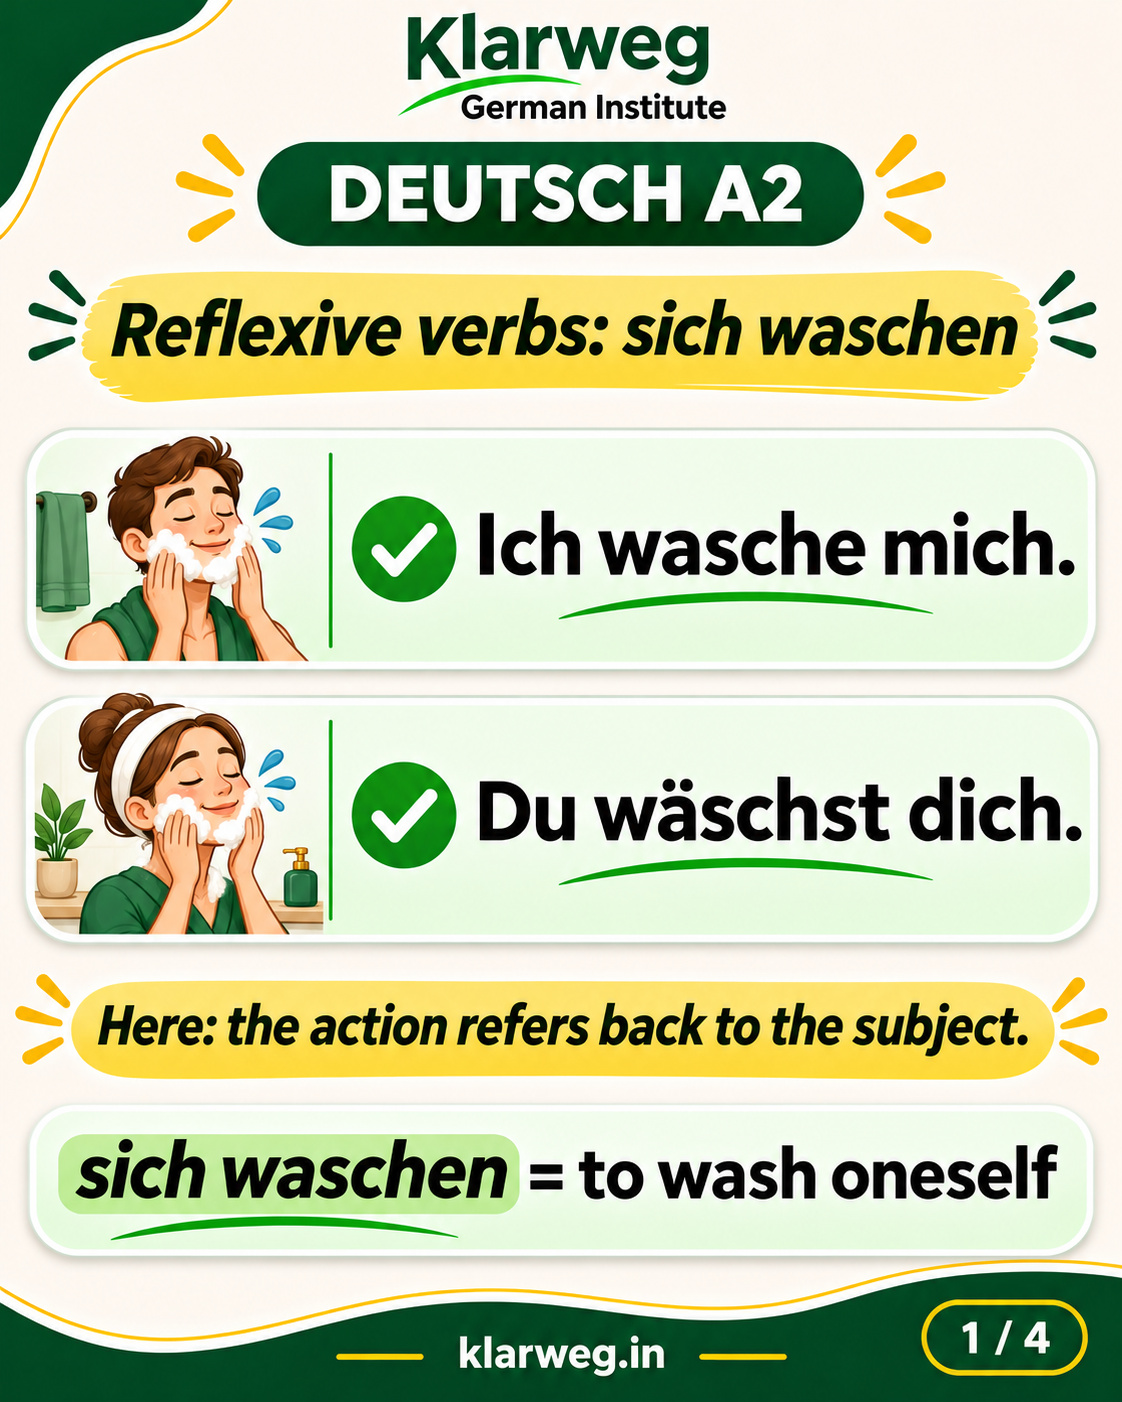 Klarweg
German Institute
DEUTSCH A2
Reflexive verbs: sich waschen
Ich wasche mich.
Du wäschst dich.
Here: the action refers back to the subject.
sich waschen = to wash oneself
klarweg.in
1 / 4